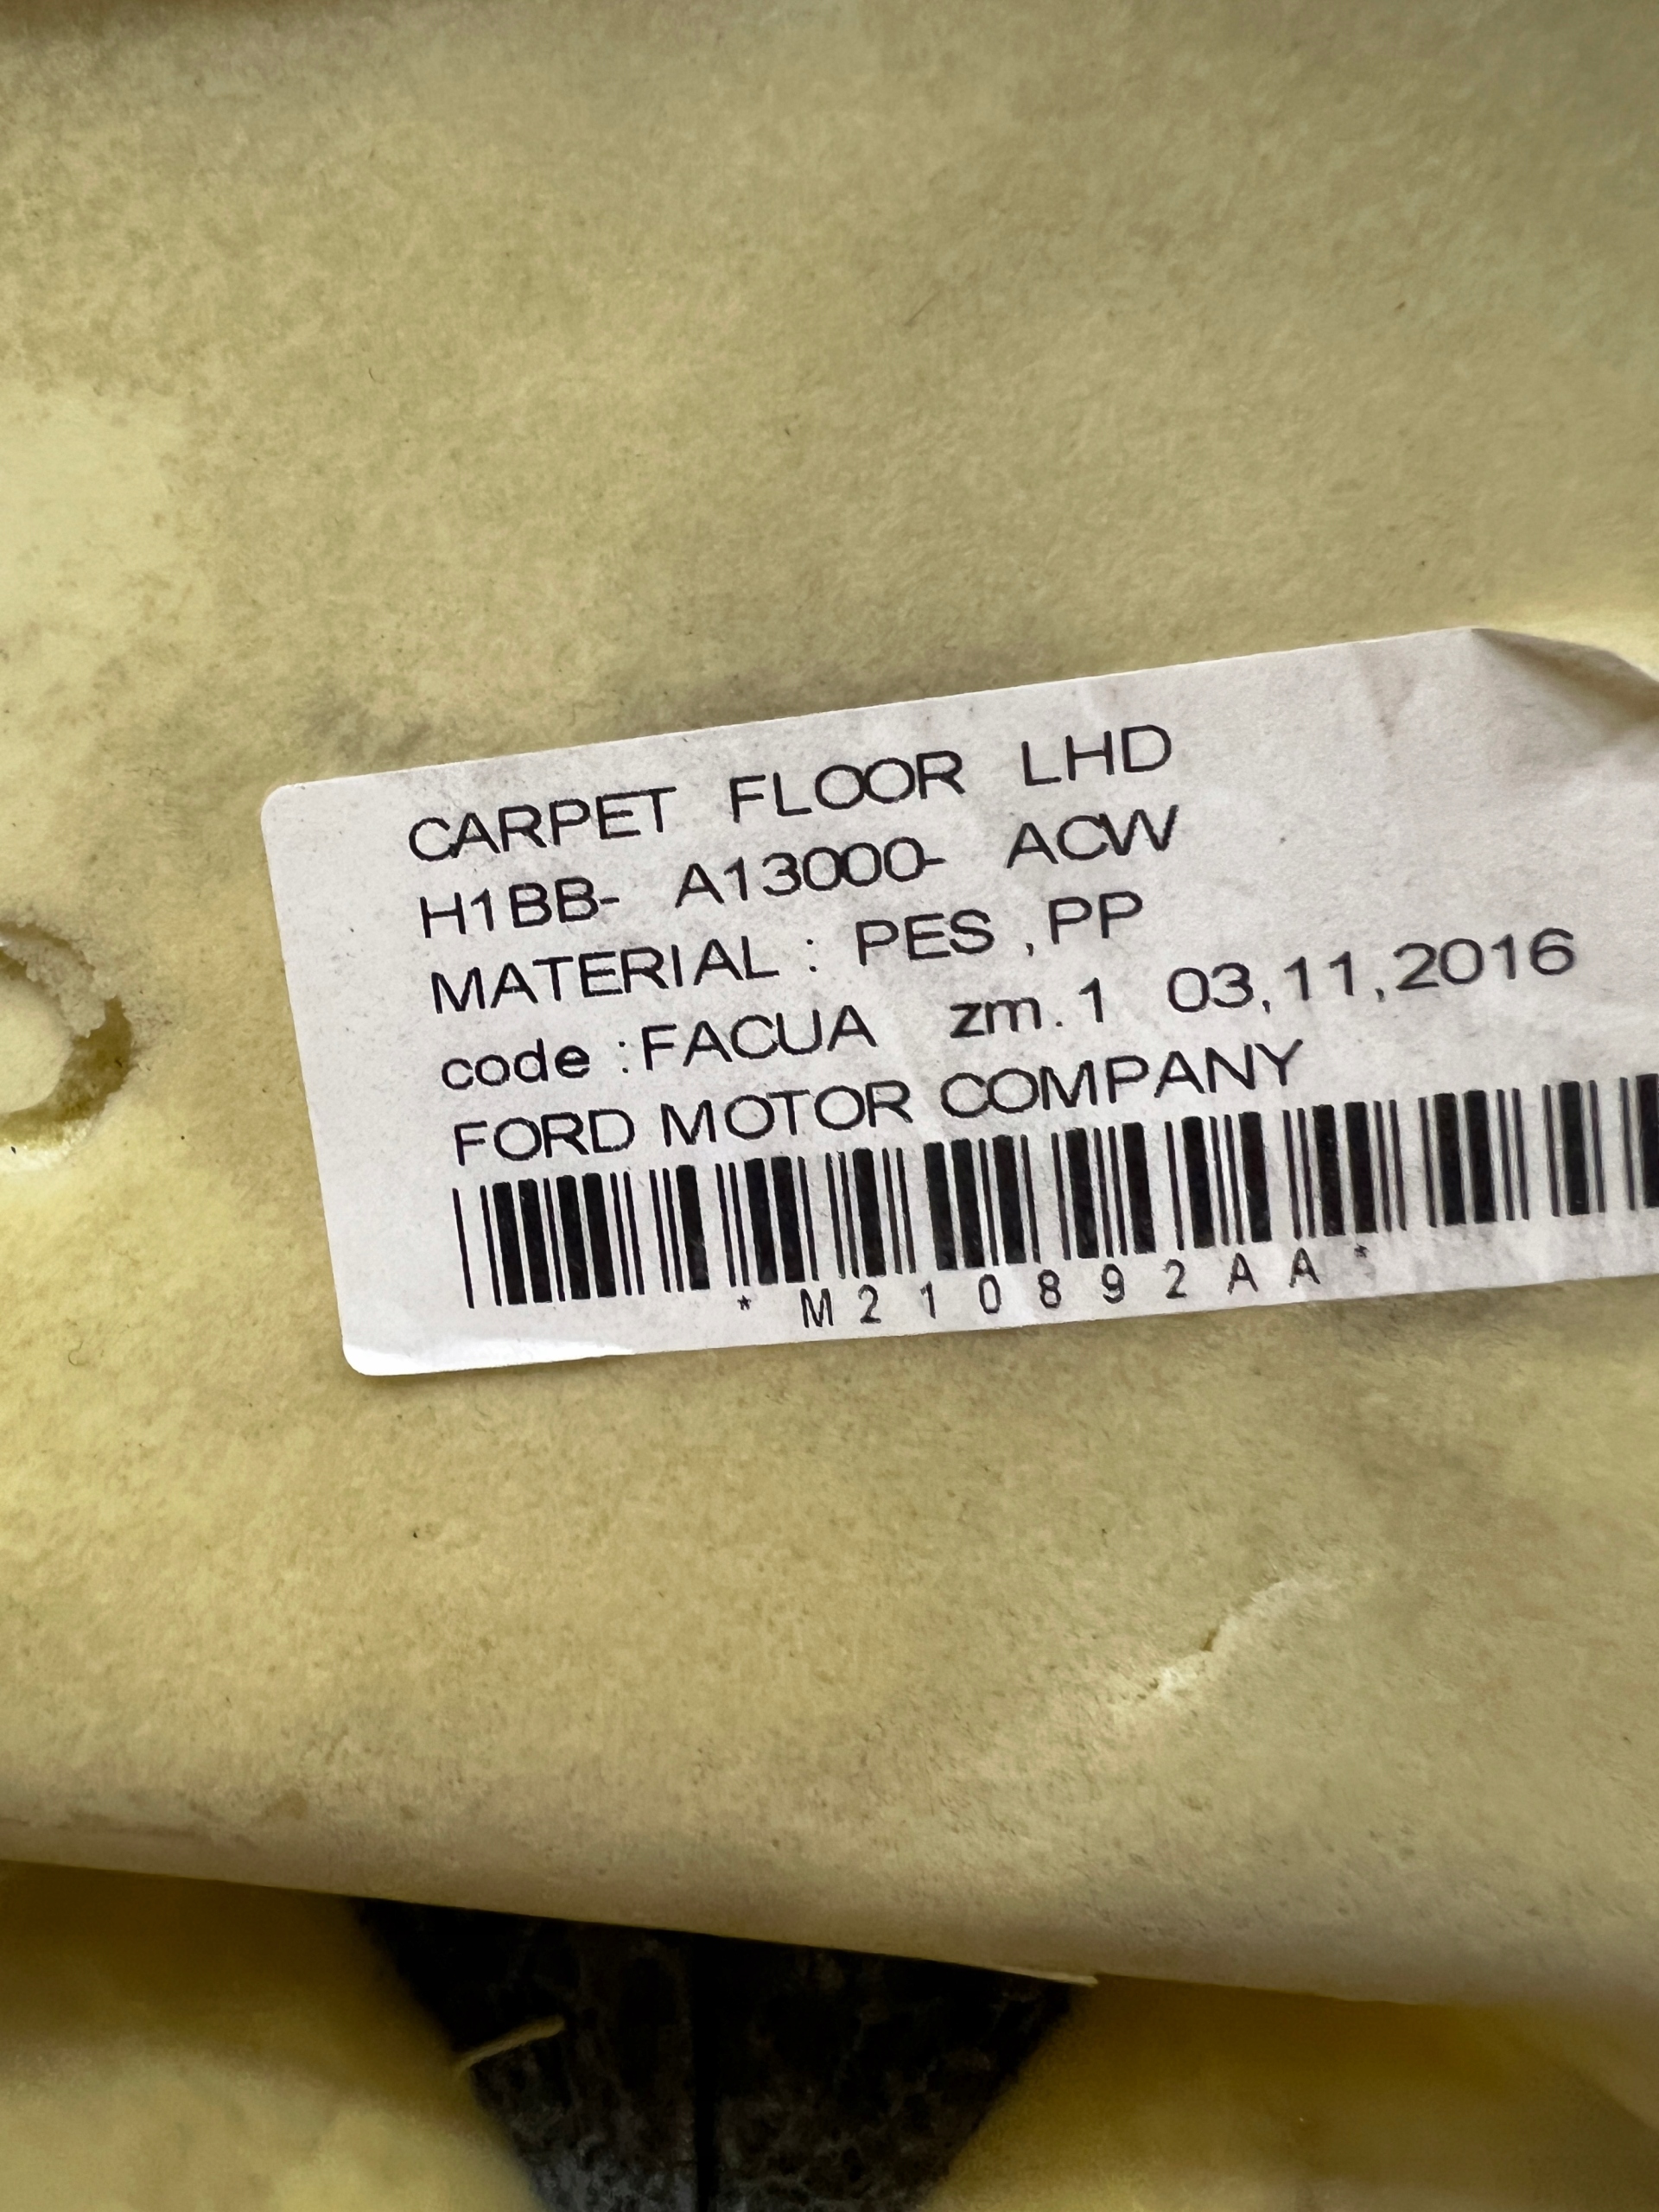 CARPET FLOOR LHD
H1BB- A13000- ACW
MATERIAL : PES ,PP
code :FACUA zm.1 03,11,2016
FORD MOTOR COMPANY
*M210892AA*